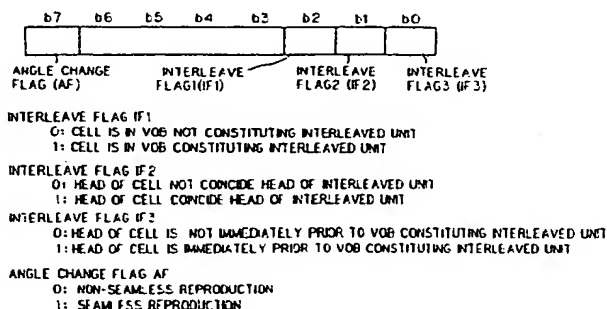 b7 b6 b5 b4 b3 b2 b1 b0
ANGLE CHANGE FLAG (AF)
INTERLEAVE FLAG1(IF1)
INTERLEAVE FLAG2 (IF2)
INTERLEAVE FLAG3 (IF3)
INTERLEAVE FLAG IF1
0: CELL IS IN VOB NOT CONSTITUTING INTERLEAVED UNIT
1: CELL IS IN VOB CONSTITUTING INTERLEAVED UNIT
INTERLEAVE FLAG IF2
0: HEAD OF CELL NOT COINCIDE HEAD OF INTERLEAVED UNIT
1: HEAD OF CELL COINCIDE HEAD OF INTERLEAVED UNIT
INTERLEAVE FLAG IF3
0: HEAD OF CELL IS NOT IMMEDIATELY PRIOR TO VOB CONSTITUTING INTERLEAVED UNIT
1: HEAD OF CELL IS IMMEDIATELY PRIOR TO VOB CONSTITUTING INTERLEAVED UNIT
ANGLE CHANGE FLAG AF
0: NON-SEAMLESS REPRODUCTION
1: SEAMLESS REPRODUCTION